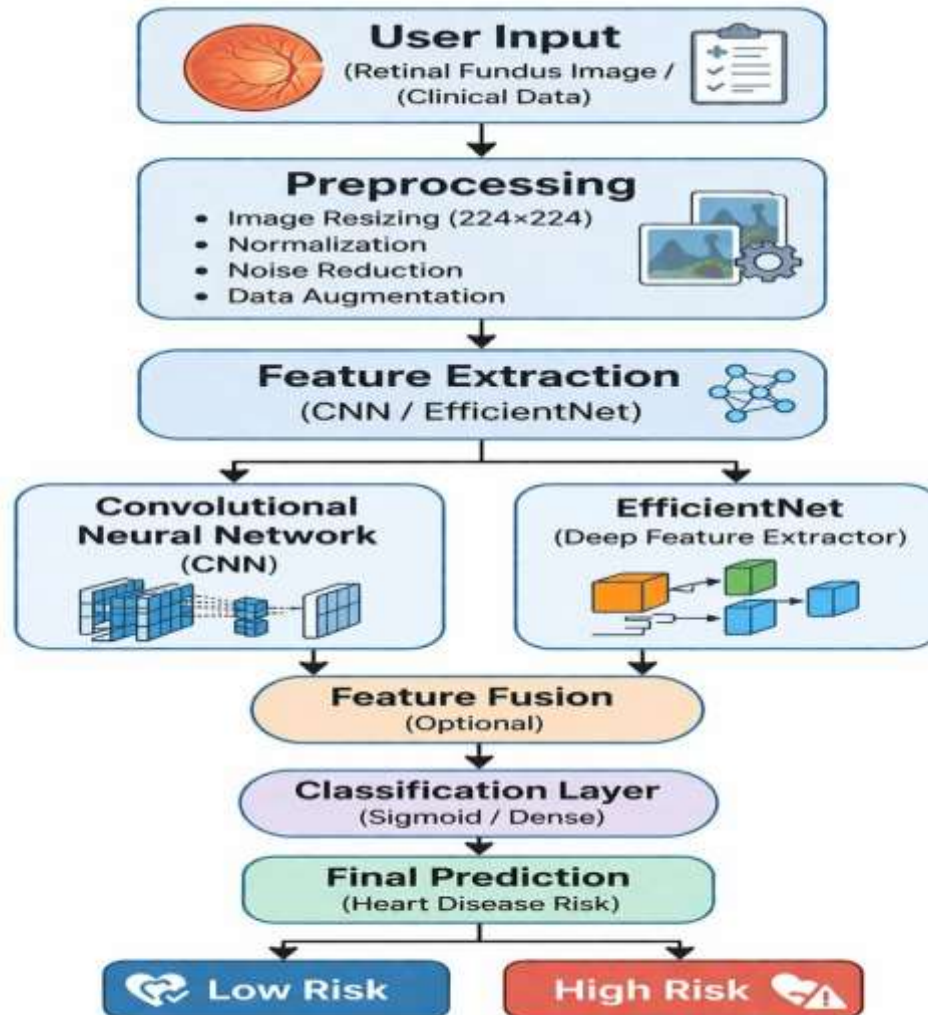 User Input
(Retinal Fundus Image /
(Clinical Data)
Preprocessing
• Image Resizing (224×224)
• Normalization
• Noise Reduction
• Data Augmentation
Feature Extraction
(CNN / EfficientNet)
Convolutional
Neural Network
(CNN)
EfficientNet
(Deep Feature Extractor)
Feature Fusion
(Optional)
Classification Layer
(Sigmoid / Dense)
Final Prediction
(Heart Disease Risk)
Low Risk
High Risk